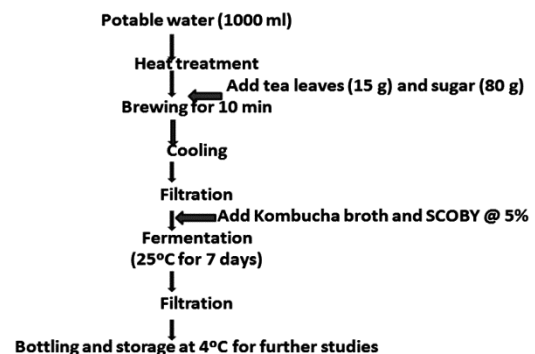 Potable water (1000 ml)
Heat treatment
Add tea leaves (15 g) and sugar (80 g)
Brewing for 10 min
Cooling
Filtration
Add Kombucha broth and SCOBY @ 5%
Fermentation
(25°C for 7 days)
Filtration
Bottling and storage at 4°C for further studies